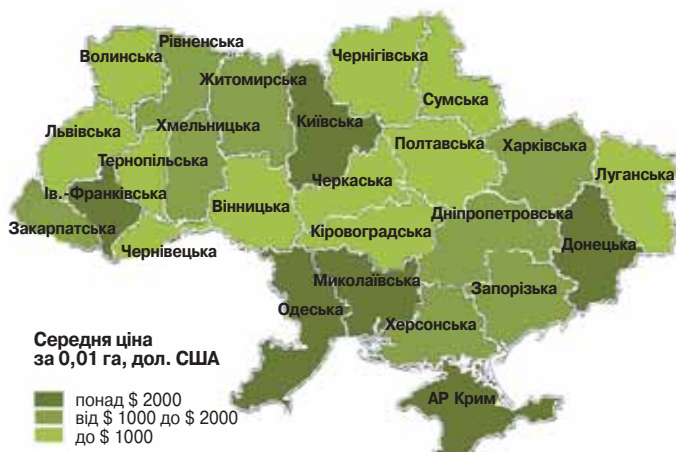 Рівненська
Волинська
Чернігівська
Житомирська
Сумська
Львівська
Хмельницька
Київська
Полтавська
Харківська
Тернопільська
Черкаська
Луганська
Ів.-Франківська
Вінницька
Дніпропетровська
Закарпатська
Кіровоградська
Донецька
Чернівецька
Миколаївська
Запорізька
Одеська
Херсонська
Середня ціна
за 0,01 га, дол. США
АР Крим
понад $ 2000
від $ 1000 до $ 2000
до $ 1000